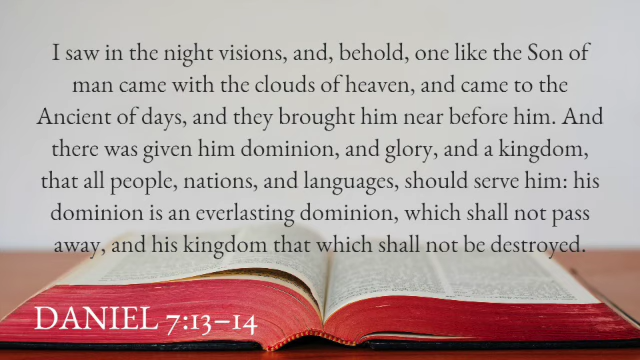 I saw in the night visions, and, behold, one like the Son of
man came with the clouds of heaven, and came to the
Ancient of days, and they brought him near before him. And
there was given him dominion, and glory, and a kingdom,
that all people, nations, and languages, should serve him: his
dominion is an everlasting dominion, which shall not pass
away, and his kingdom that which shall not be destroyed.
DANIEL 7:13–14